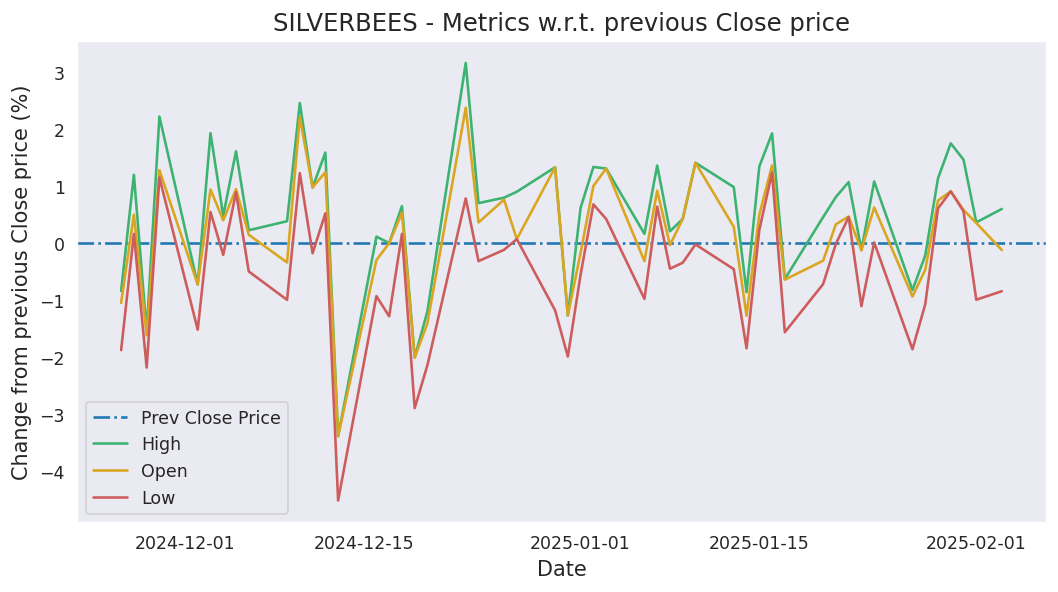 SILVERBEES - Metrics w.r.t. previous Close price
Change from previous Close price (%)
3
2
1
0
−1
−2
−3
−4
Prev Close Price
High
Open
Low
2024-12-01
2024-12-15
2025-01-01
2025-01-15
2025-02-01
Date